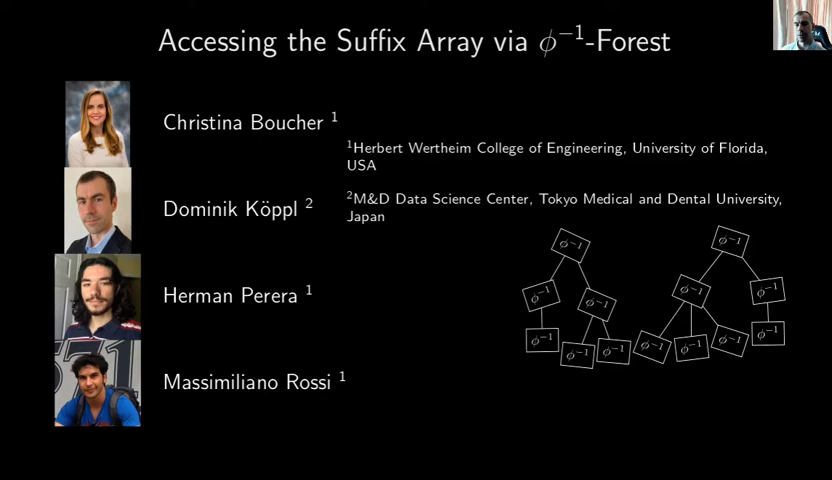 Accessing the Suffix Array via ϕ⁻¹-Forest
Christina Boucher ¹
¹Herbert Wertheim College of Engineering, University of Florida,
USA
Dominik Köppl ²
²M&D Data Science Center, Tokyo Medical and Dental University,
Japan
ϕ⁻¹ ϕ⁻¹
ϕ⁻¹ ϕ⁻¹ ϕ⁻¹ ϕ⁻¹
Herman Perera ¹
ϕ⁻¹ ϕ⁻¹ ϕ⁻¹ ϕ⁻¹ ϕ⁻¹ ϕ⁻¹ ϕ⁻¹
571
Massimiliano Rossi ¹